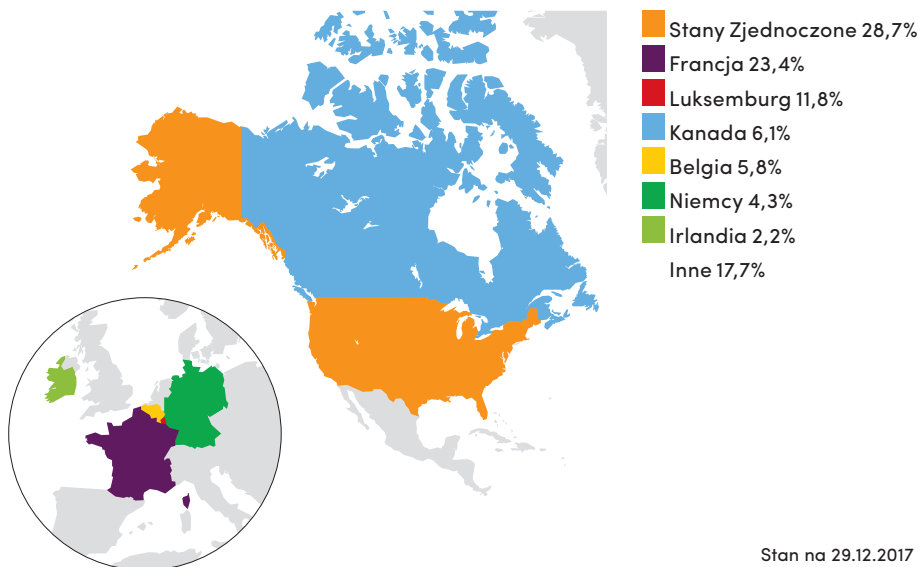 Stany Zjednoczone 28,7%
Francja 23,4%
Luksemburg 11,8%
Kanada 6,1%
Belgia 5,8%
Niemcy 4,3%
Irlandia 2,2%
Inne 17,7%
Stan na 29.12.2017